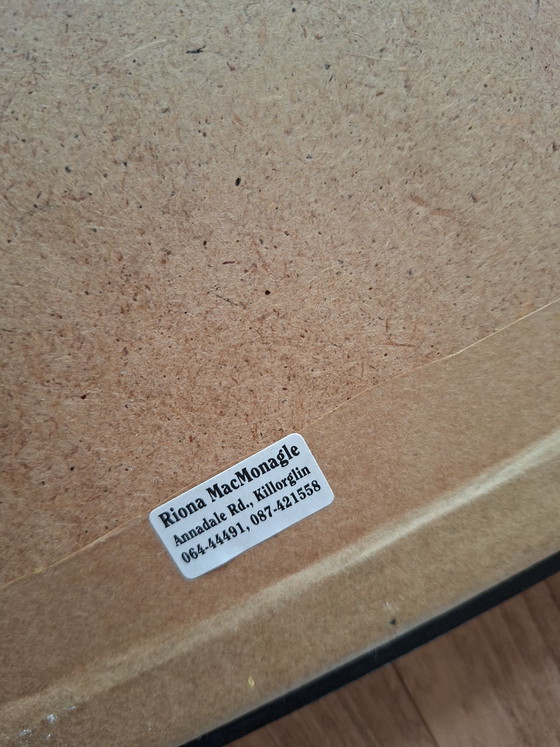 Riona MacMonagle
Annadale Rd., Killorglin
064-44491, 087-421558